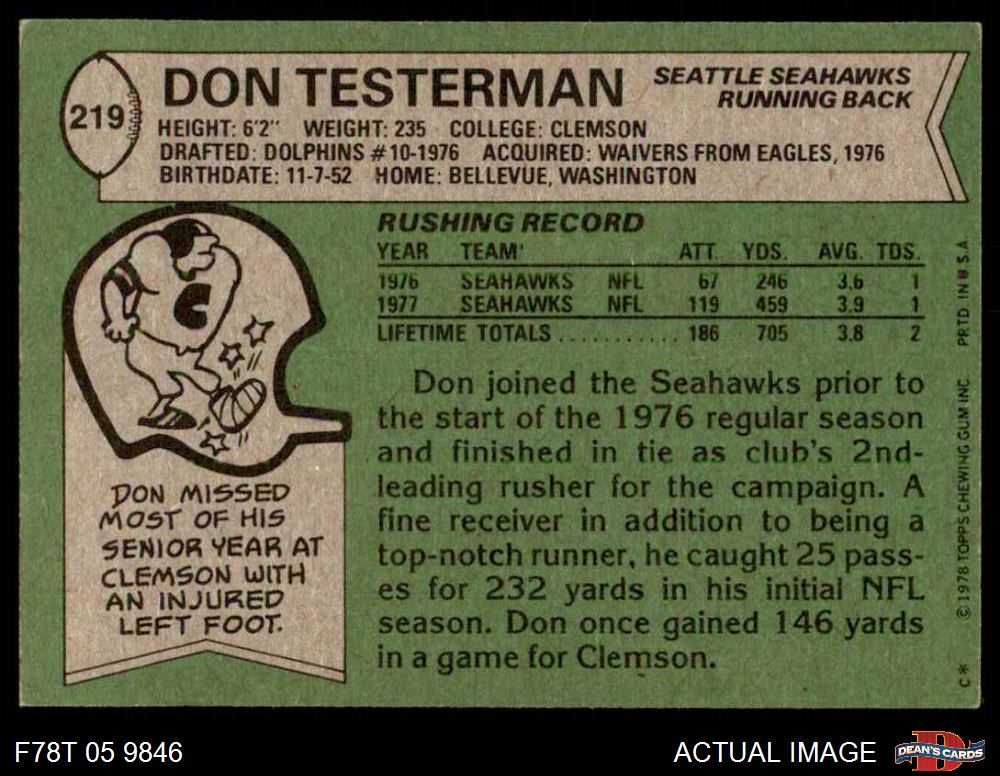 219
DON TESTERMAN
SEATTLE SEAHAWKS
RUNNING BACK
HEIGHT: 6'2" WEIGHT: 235 COLLEGE: CLEMSON
DRAFTED: DOLPHINS #10-1976 ACQUIRED: WAIVERS FROM EAGLES, 1976
BIRTHDATE: 11-7-52 HOME: BELLEVUE, WASHINGTON
RUSHING RECORD
YEAR TEAM ATT. YDS. AVG. TDS.
1976 SEAHAWKS NFL 67 246 3.6 1
1977 SEAHAWKS NFL 119 459 3.9 1
LIFETIME TOTALS ........... 186 705 3.8 2
Don joined the Seahawks prior to
the start of the 1976 regular season
and finished in tie as club's 2nd-
leading rusher for the campaign. A
fine receiver in addition to being a
top-notch runner, he caught 25 pass-
es for 232 yards in his initial NFL
season. Don once gained 146 yards
in a game for Clemson.
DON MISSED
MOST OF HIS
SENIOR YEAR AT
CLEMSON WITH
AN INJURED
LEFT FOOT.
C* ©1978 TOPPS CHEWING GUM INC. PRTD. IN U.S.A
F78T 05 9846
ACTUAL IMAGE
DEAN'S CARDS